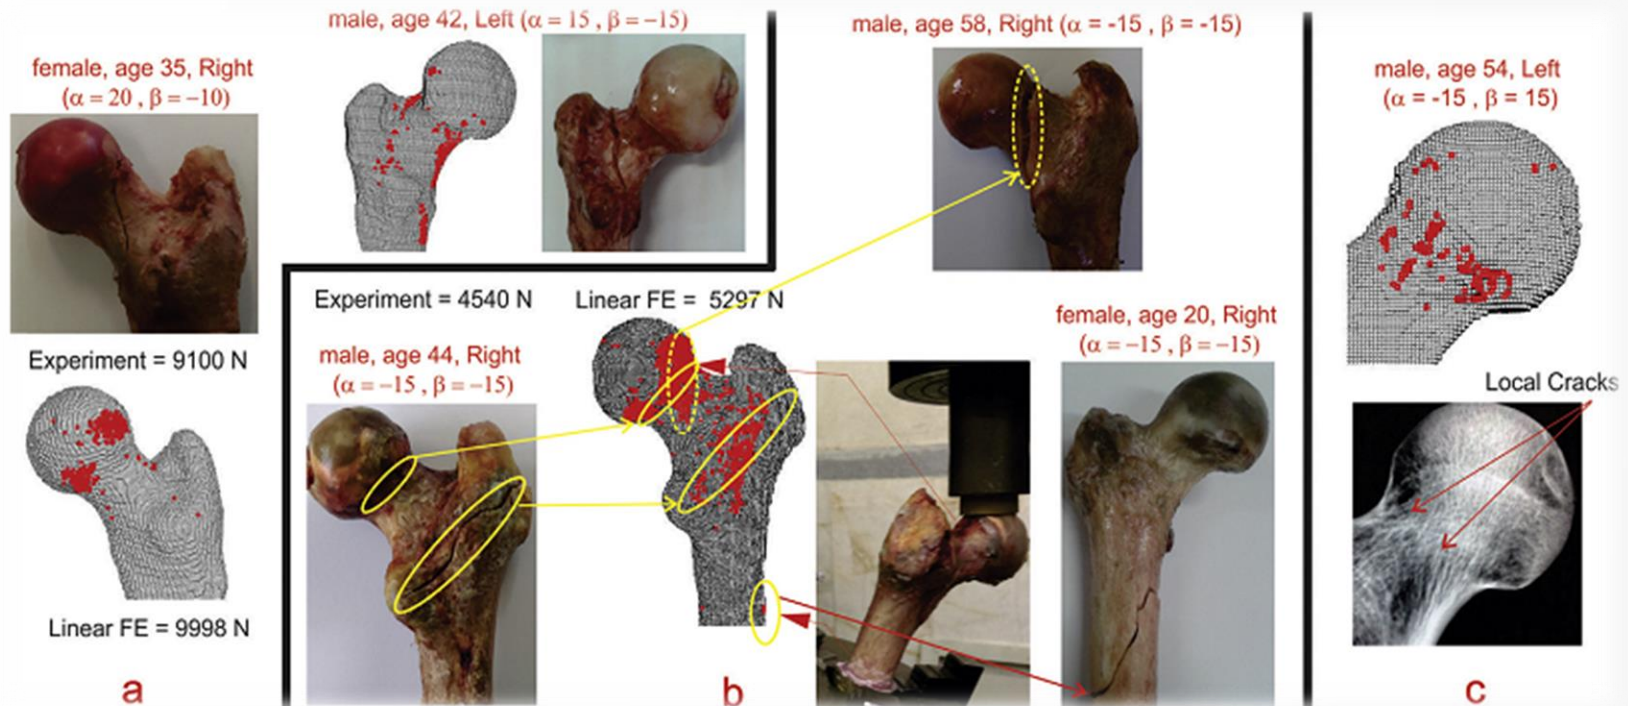 male, age 42, Left (α = 15 , β = −15)
female, age 35, Right
(α = 20 , β = −10)
Experiment = 9100 N
Linear FE = 9998 N
a
male, age 58, Right (α = -15 , β = -15)
Experiment = 4540 N
Linear FE = 5297 N
male, age 44, Right
(α = −15 , β = −15)
female, age 20, Right
(α = −15 , β = −15)
b
male, age 54, Left
(α = -15 , β = 15)
Local Cracks
c